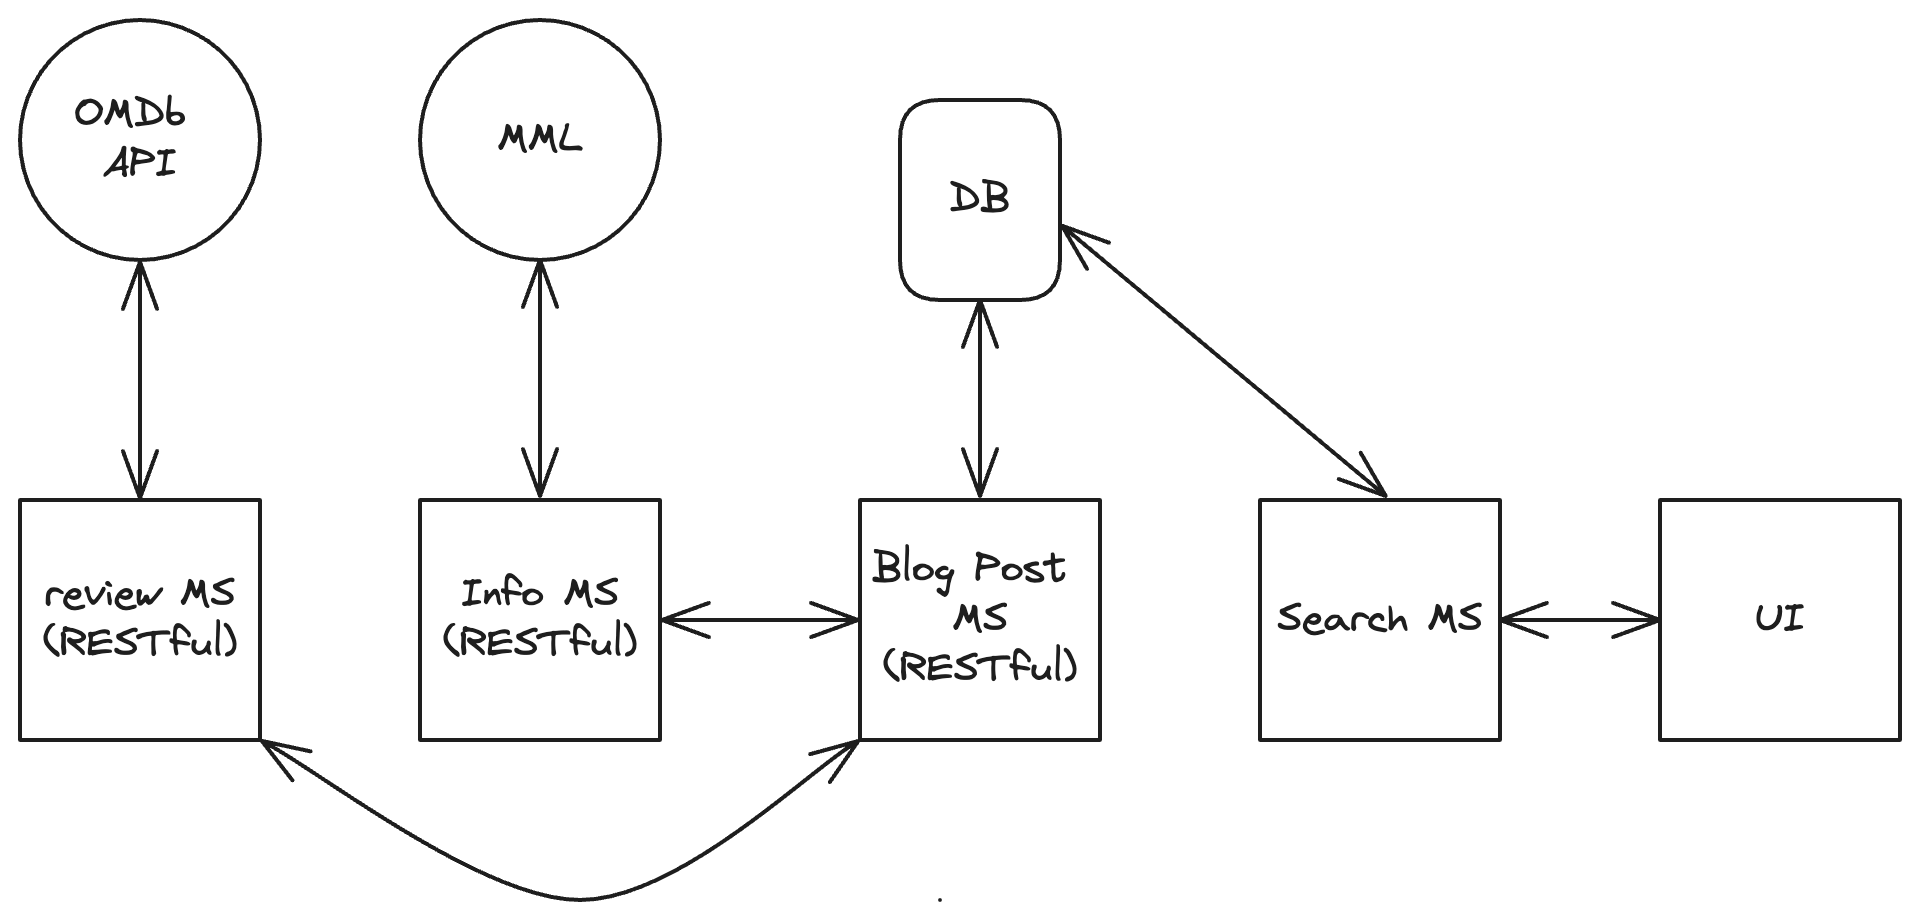 OMDb
API
MML
DB
review MS
(RESTful)
Info MS
(RESTful)
Blog Post
MS
(RESTful)
Search MS
UI